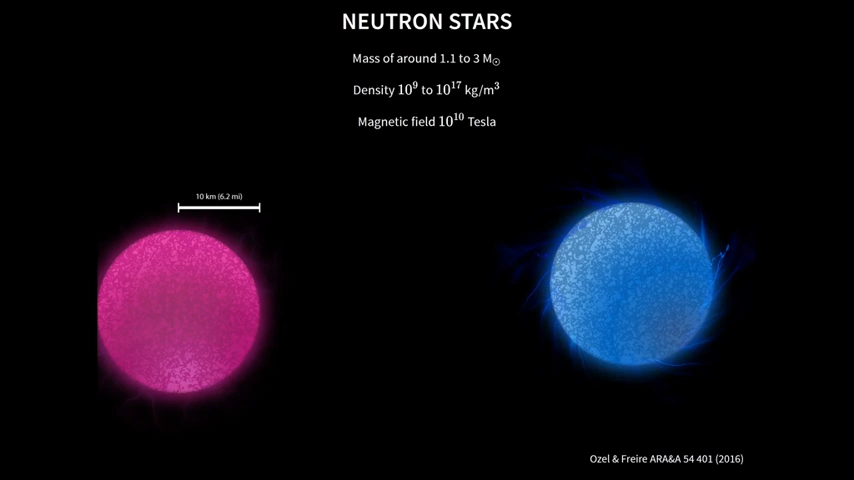 NEUTRON STARS
Mass of around 1.1 to 3 M☉
Density 10⁹ to 10¹⁷ kg/m³
Magnetic field 10¹⁰ Tesla
10 km (6.2 mi)
Ozel & Freire ARA&A 54 401 (2016)